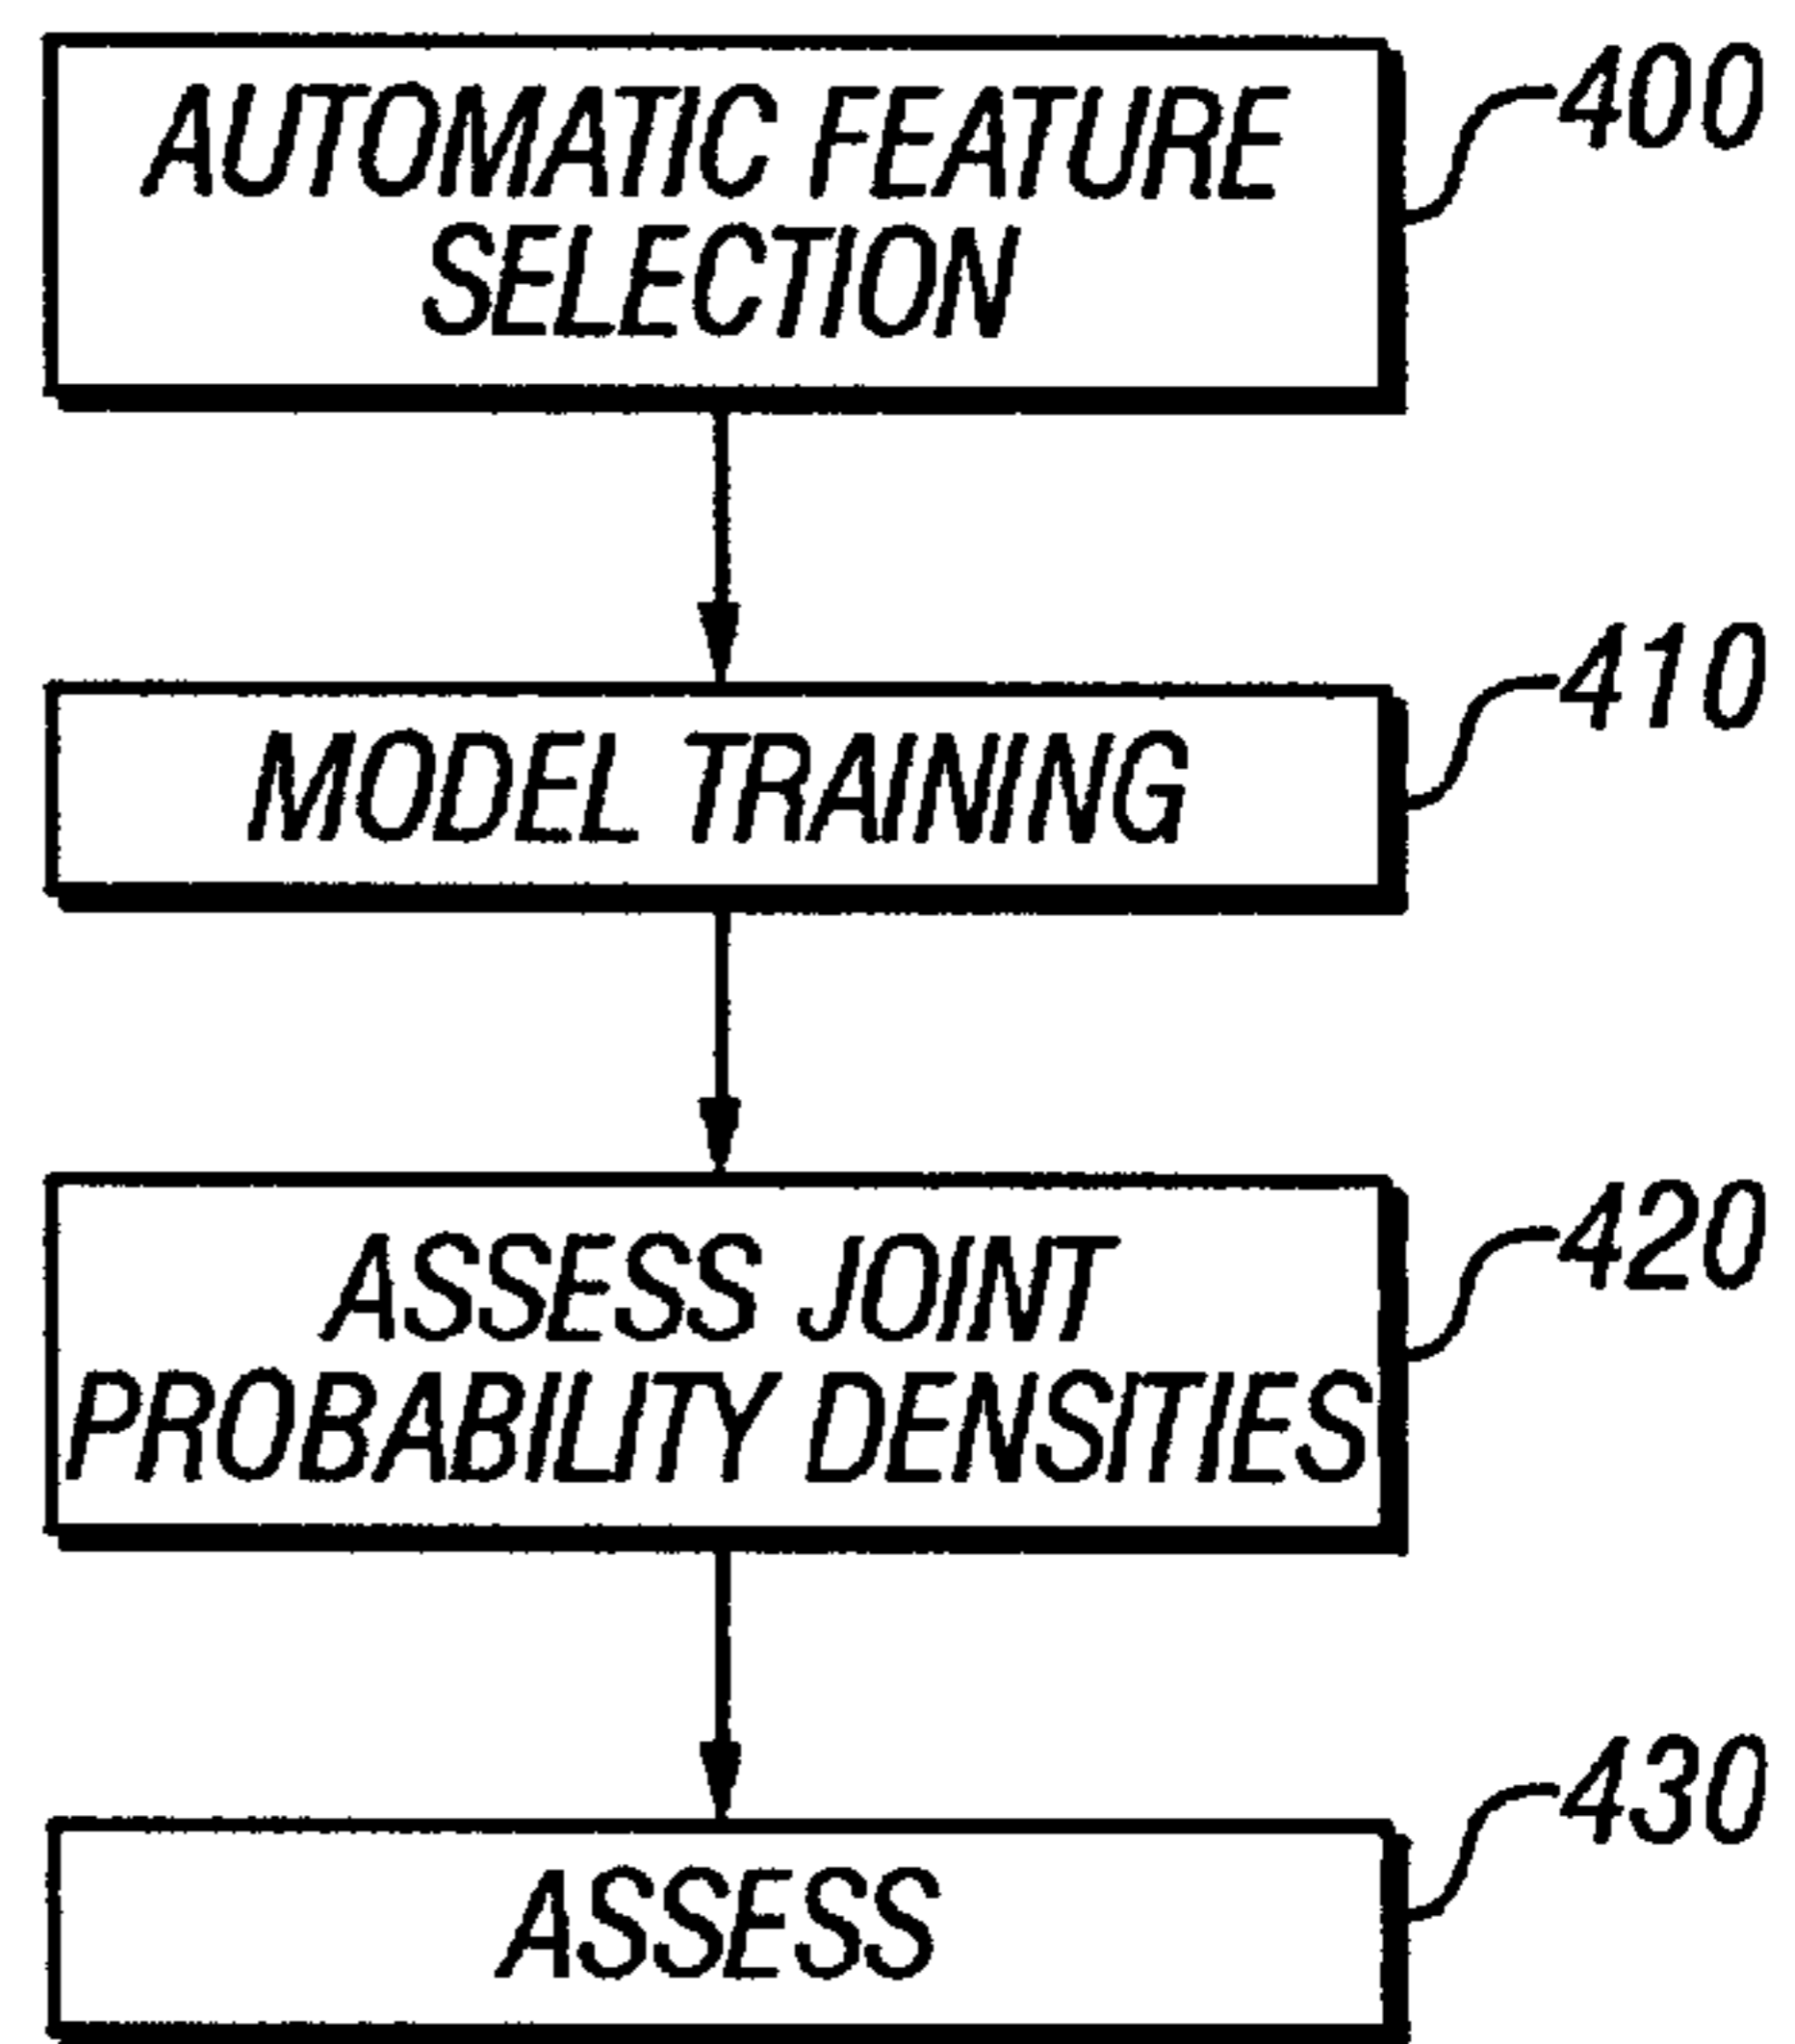 AUTOMATIC FEATURE
SELECTION
400
MODEL TRAINING
410
ASSESS JOINT
PROBABILITY DENSITIES
420
ASSESS
430